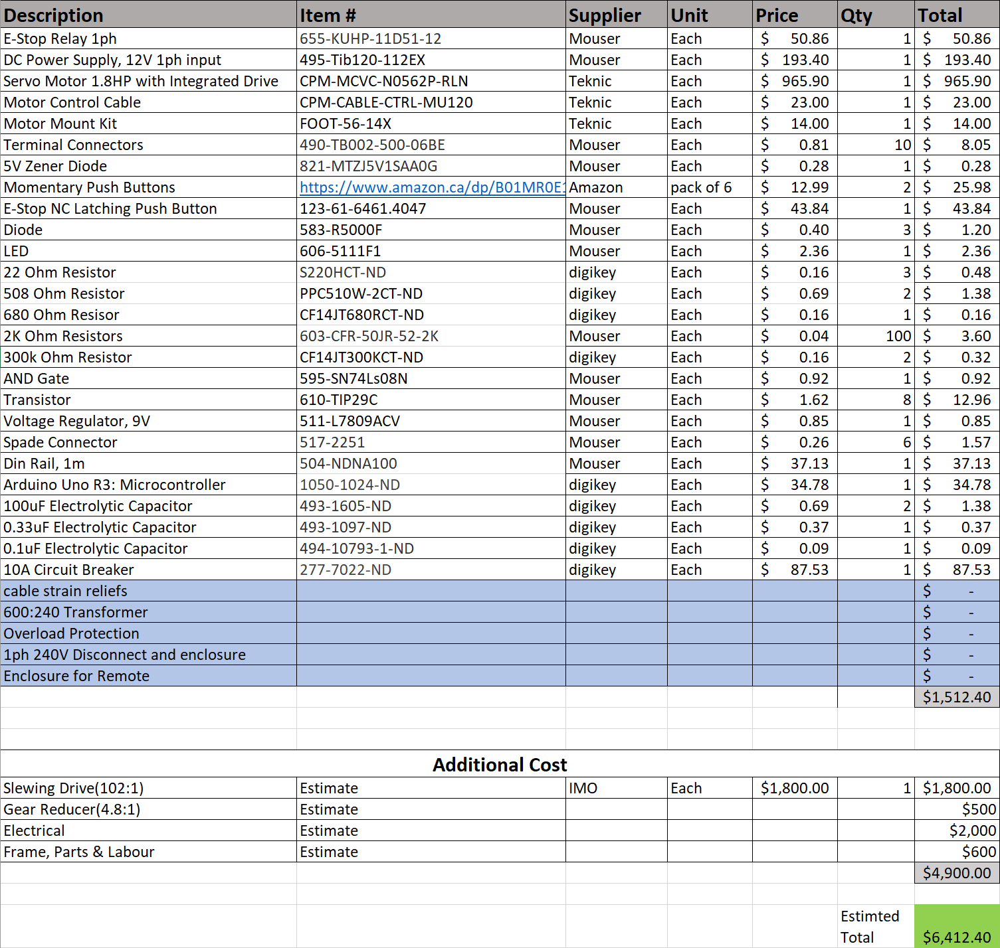 Description Item # Supplier Unit Price Qty Total
E-Stop Relay 1ph 655-KUHP-11D51-12 Mouser Each $ 50.86 1 $ 50.86
DC Power Supply, 12V 1ph input 495-Tib120-112EX Mouser Each $ 193.40 1 $ 193.40
Servo Motor 1.8HP with Integrated Drive CPM-MCVC-N0562P-RLN Teknic Each $ 965.90 1 $ 965.90
Motor Control Cable CPM-CABLE-CTRL-MU120 Teknic Each $ 23.00 1 $ 23.00
Motor Mount Kit FOOT-56-14X Teknic Each $ 14.00 1 $ 14.00
Terminal Connectors 490-TB002-500-06BE Mouser Each $ 0.81 10 $ 8.05
5V Zener Diode 821-MTZJ5V1SAA0G Mouser Each $ 0.28 1 $ 0.28
Momentary Push Buttons https://www.amazon.ca/dp/B01MR0E1 Amazon pack of 6 $ 12.99 2 $ 25.98
E-Stop NC Latching Push Button 123-61-6461.4047 Mouser Each $ 43.84 1 $ 43.84
Diode 583-R5000F Mouser Each $ 0.40 3 $ 1.20
LED 606-5111F1 Mouser Each $ 2.36 1 $ 2.36
22 Ohm Resistor S220HCT-ND digikey Each $ 0.16 3 $ 0.48
508 Ohm Resistor PPC510W-2CT-ND digikey Each $ 0.69 2 $ 1.38
680 Ohm Resisor CF14JT680RCT-ND digikey Each $ 0.16 1 $ 0.16
2K Ohm Resistors 603-CFR-50JR-52-2K Mouser Each $ 0.04 100 $ 3.60
300k Ohm Resistor CF14JT300KCT-ND digikey Each $ 0.16 2 $ 0.32
AND Gate 595-SN74Ls08N Mouser Each $ 0.92 1 $ 0.92
Transistor 610-TIP29C Mouser Each $ 1.62 8 $ 12.96
Voltage Regulator, 9V 511-L7809ACV Mouser Each $ 0.85 1 $ 0.85
Spade Connector 517-2251 Mouser Each $ 0.26 6 $ 1.57
Din Rail, 1m 504-NDNA100 Mouser Each $ 37.13 1 $ 37.13
Arduino Uno R3: Microcontroller 1050-1024-ND digikey Each $ 34.78 1 $ 34.78
100uF Electrolytic Capacitor 493-1605-ND digikey Each $ 0.69 2 $ 1.38
0.33uF Electrolytic Capacitor 493-1097-ND digikey Each $ 0.37 1 $ 0.37
0.1uF Electrolytic Capacitor 494-10793-1-ND digikey Each $ 0.09 1 $ 0.09
10A Circuit Breaker 277-7022-ND digikey Each $ 87.53 1 $ 87.53
cable strain reliefs $ -
600:240 Transformer $ -
Overload Protection $ -
1ph 240V Disconnect and enclosure $ -
Enclosure for Remote $ -
$1,512.40
Additional Cost
Slewing Drive(102:1) Estimate IMO Each $1,800.00 1 $1,800.00
Gear Reducer(4.8:1) Estimate $500
Electrical Estimate $2,000
Frame, Parts & Labour Estimate $600
$4,900.00
Estimted
Total $6,412.40